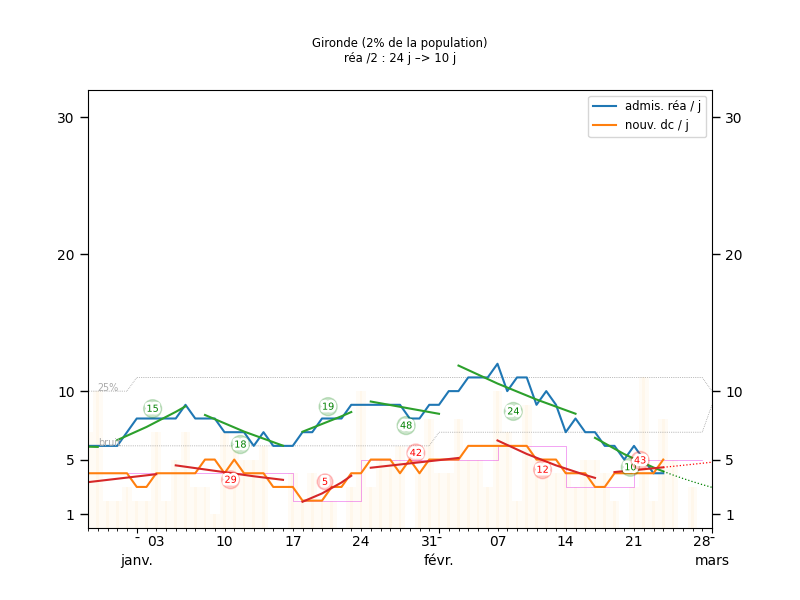 Gironde (2% de la population)
réa /2 : 24 j –> 10 j
admis. réa / j
nouv. dc / j
30 30
20 20
25%
10 10
15 19 24
48
18 brut
42 43
5 5
29 5 12 10
1 1
03 10 17 24 31 07 14 21 28
janv. févr. mars